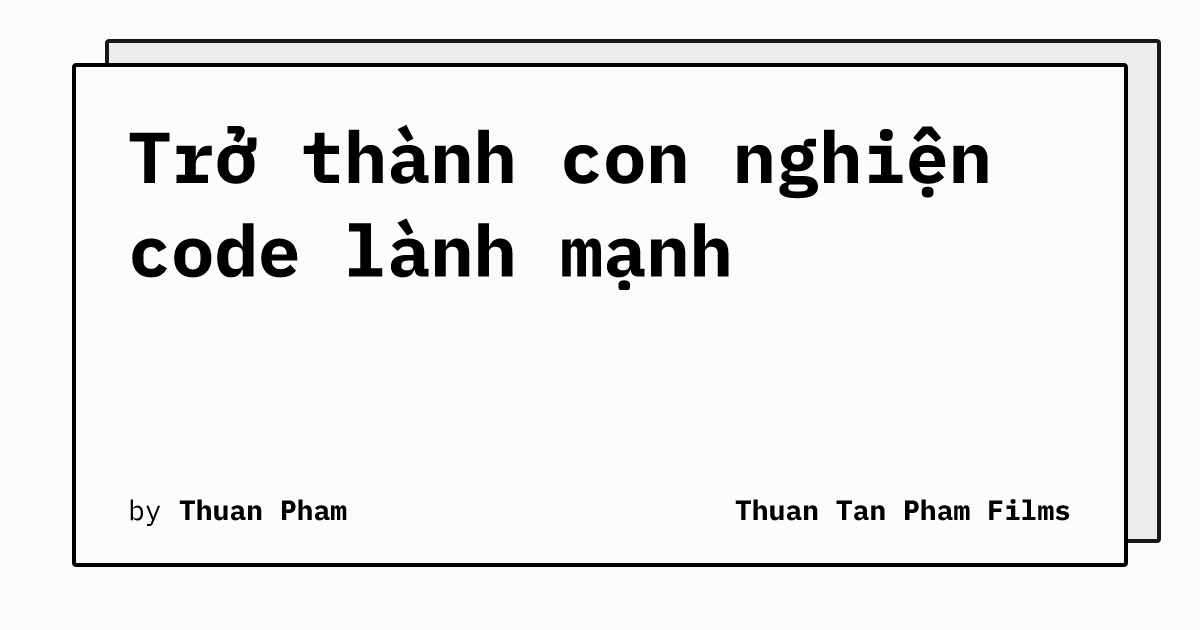 Trở thành con nghiện
code lành mạnh
by Thuan Pham
Thuan Tan Pham Films